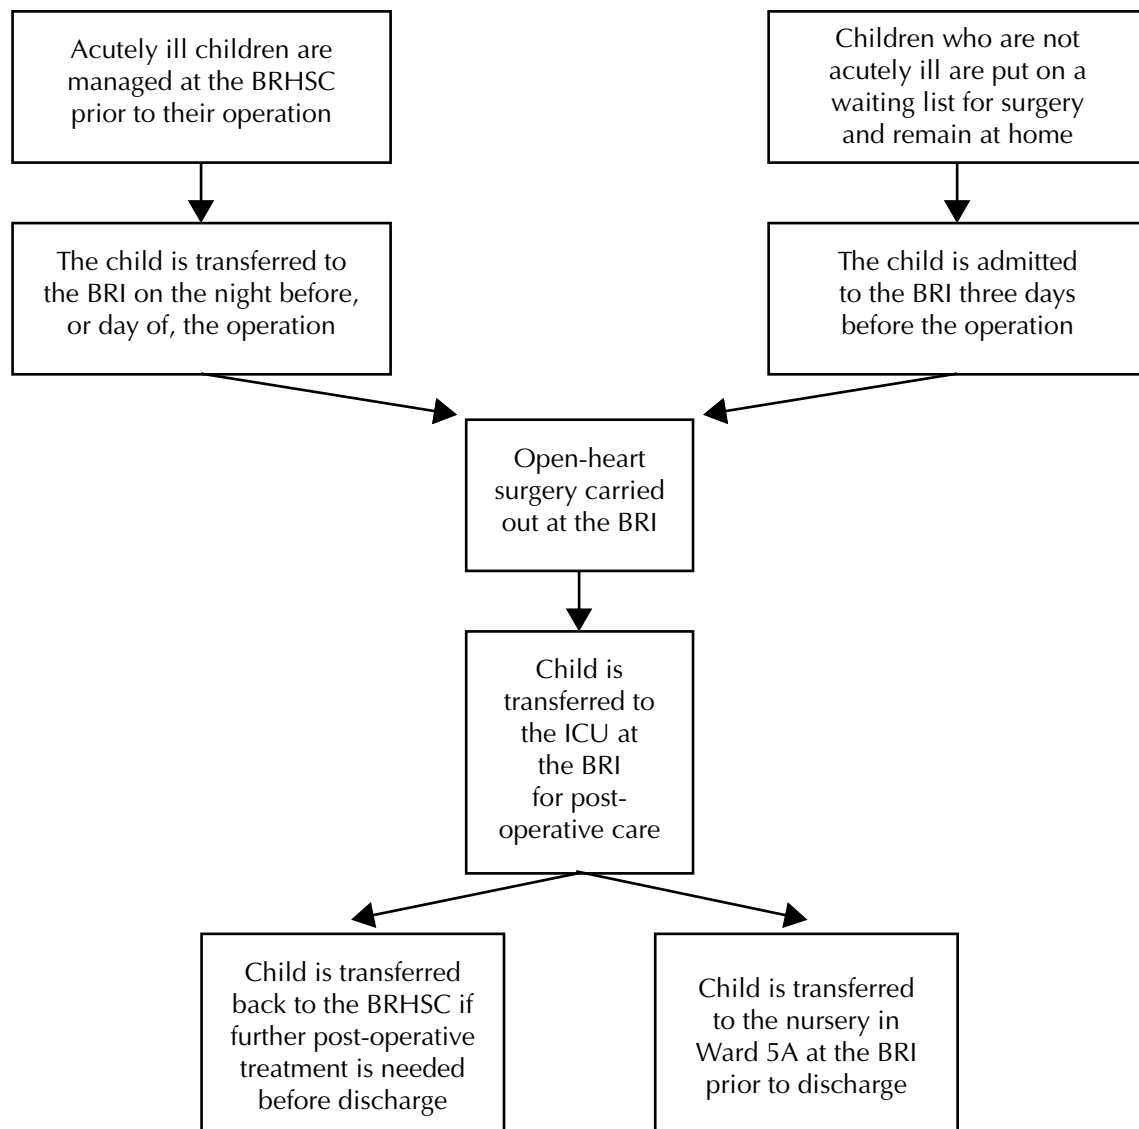 Acutely ill children are
managed at the BRHSC
prior to their operation
Children who are not
acutely ill are put on a
waiting list for surgery
and remain at home
The child is transferred to
the BRI on the night before,
or day of, the operation
The child is admitted
to the BRI three days
before the operation
Open-heart
surgery carried
out at the BRI
Child is
transferred to
the ICU at
the BRI
for post-
operative care
Child is transferred
back to the BRHSC if
further post-operative
treatment is needed
before discharge
Child is transferred
to the nursery in
Ward 5A at the BRI
prior to discharge